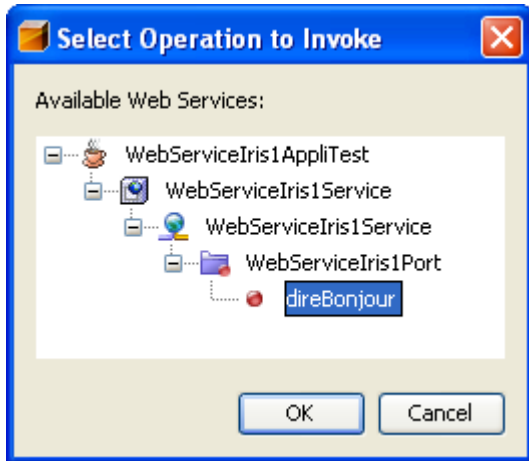 Select Operation to Invoke
Available Web Services:
WebServiceIris1AppliTest
WebServiceIris1Service
WebServiceIris1Service
WebServiceIris1Port
direBonjour
OK Cancel